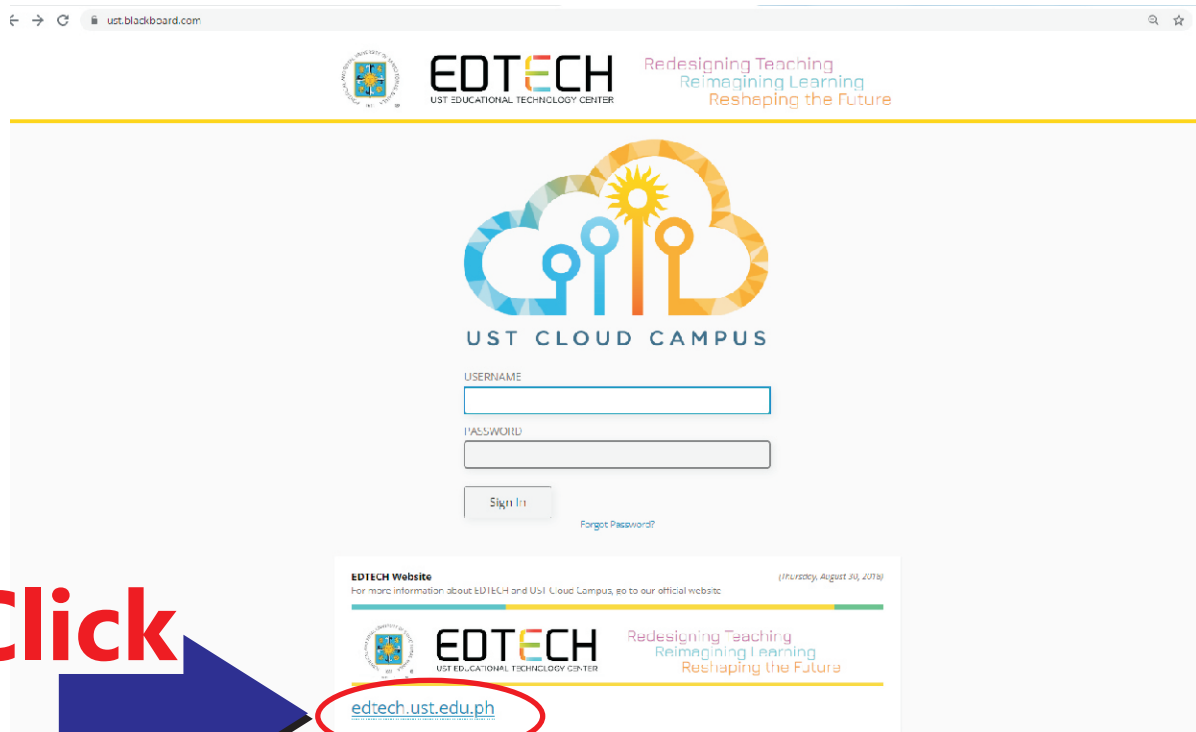 ust.blackboard.com
EDTECH
UST EDUCATIONAL TECHNOLOGY CENTER
Redesigning Teaching
Reimagining Learning
Reshaping the Future
UST CLOUD CAMPUS
USERNAME
PASSWORD
Sign In
Forgot Password?
EDTECH Website
(Thursday, August 30, 2018)
For more information about EDTECH and UST Cloud Campus, go to our official website
Click
EDTECH
UST EDUCATIONAL TECHNOLOGY CENTER
Redesigning Teaching
Reimagining Learning
Reshaping the Future
edtech.ust.edu.ph